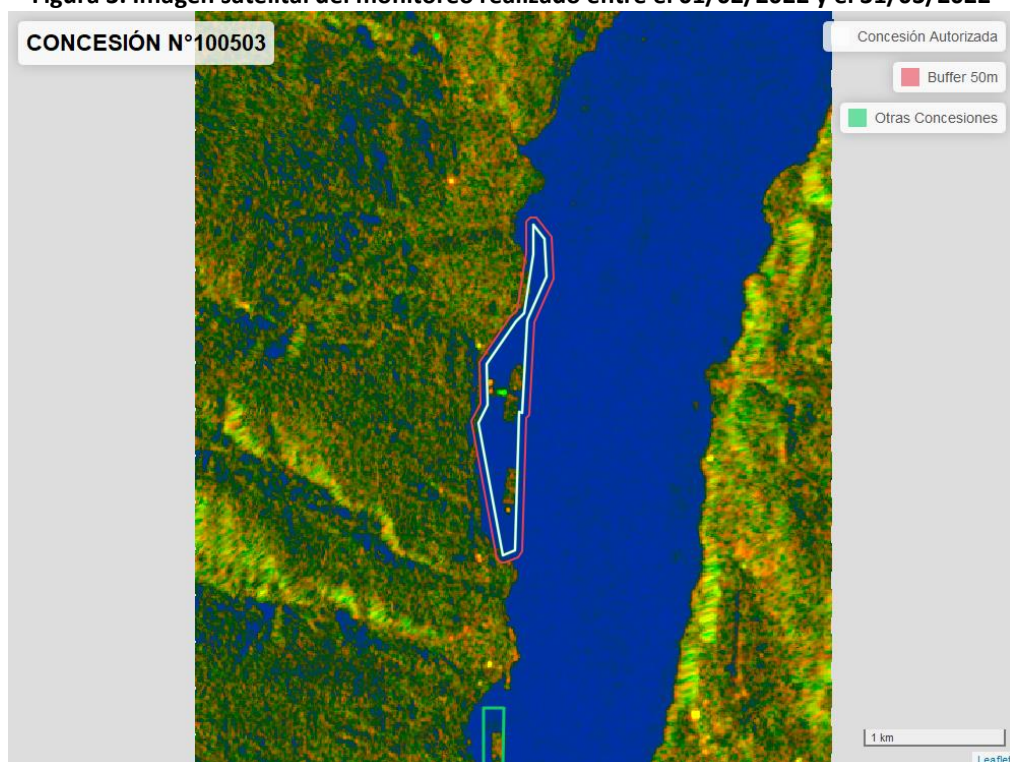 Figura 3. Imagen satelital del monitoreo realizado entre el 01/02/2022 y el 31/03/2022
CONCESIÓN N°100503
Concesión Autorizada
Buffer 50m
Otras Concesiones
1 km
Leaflet